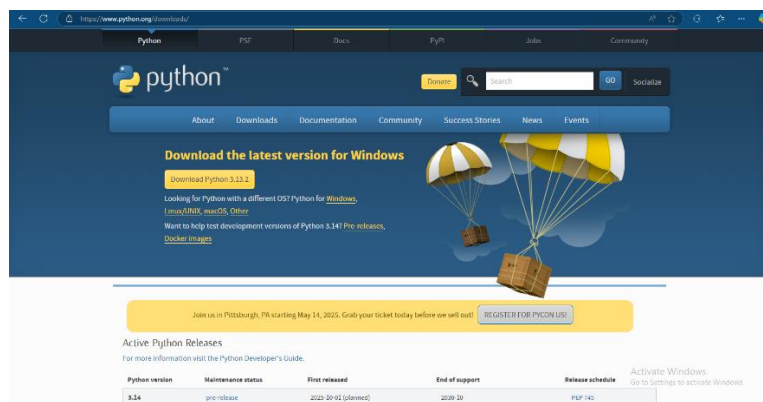 https://www.python.org/downloads/
Python PSF Docs PyPI Jobs Community
python™
Donate Search GO Socialize
About Downloads Documentation Community Success Stories News Events
Download the latest version for Windows
Download Python 3.13.2
Looking for Python with a different OS? Python for Windows,
Linux/UNIX, macOS, Other
Want to help test development versions of Python 3.14? Pre-releases,
Docker images
Join us in Pittsburgh, PA starting May 14, 2025. Grab your ticket today before we sell out! REGISTER FOR PYCON US!
Active Python Releases
For more information visit the Python Developer's Guide.
Activate Windows
Go to Settings to activate Windows.
Python version Maintenance status First released End of support Release schedule
3.14 pre-release 2025-10-01 (planned) 2030-10 PEP 745